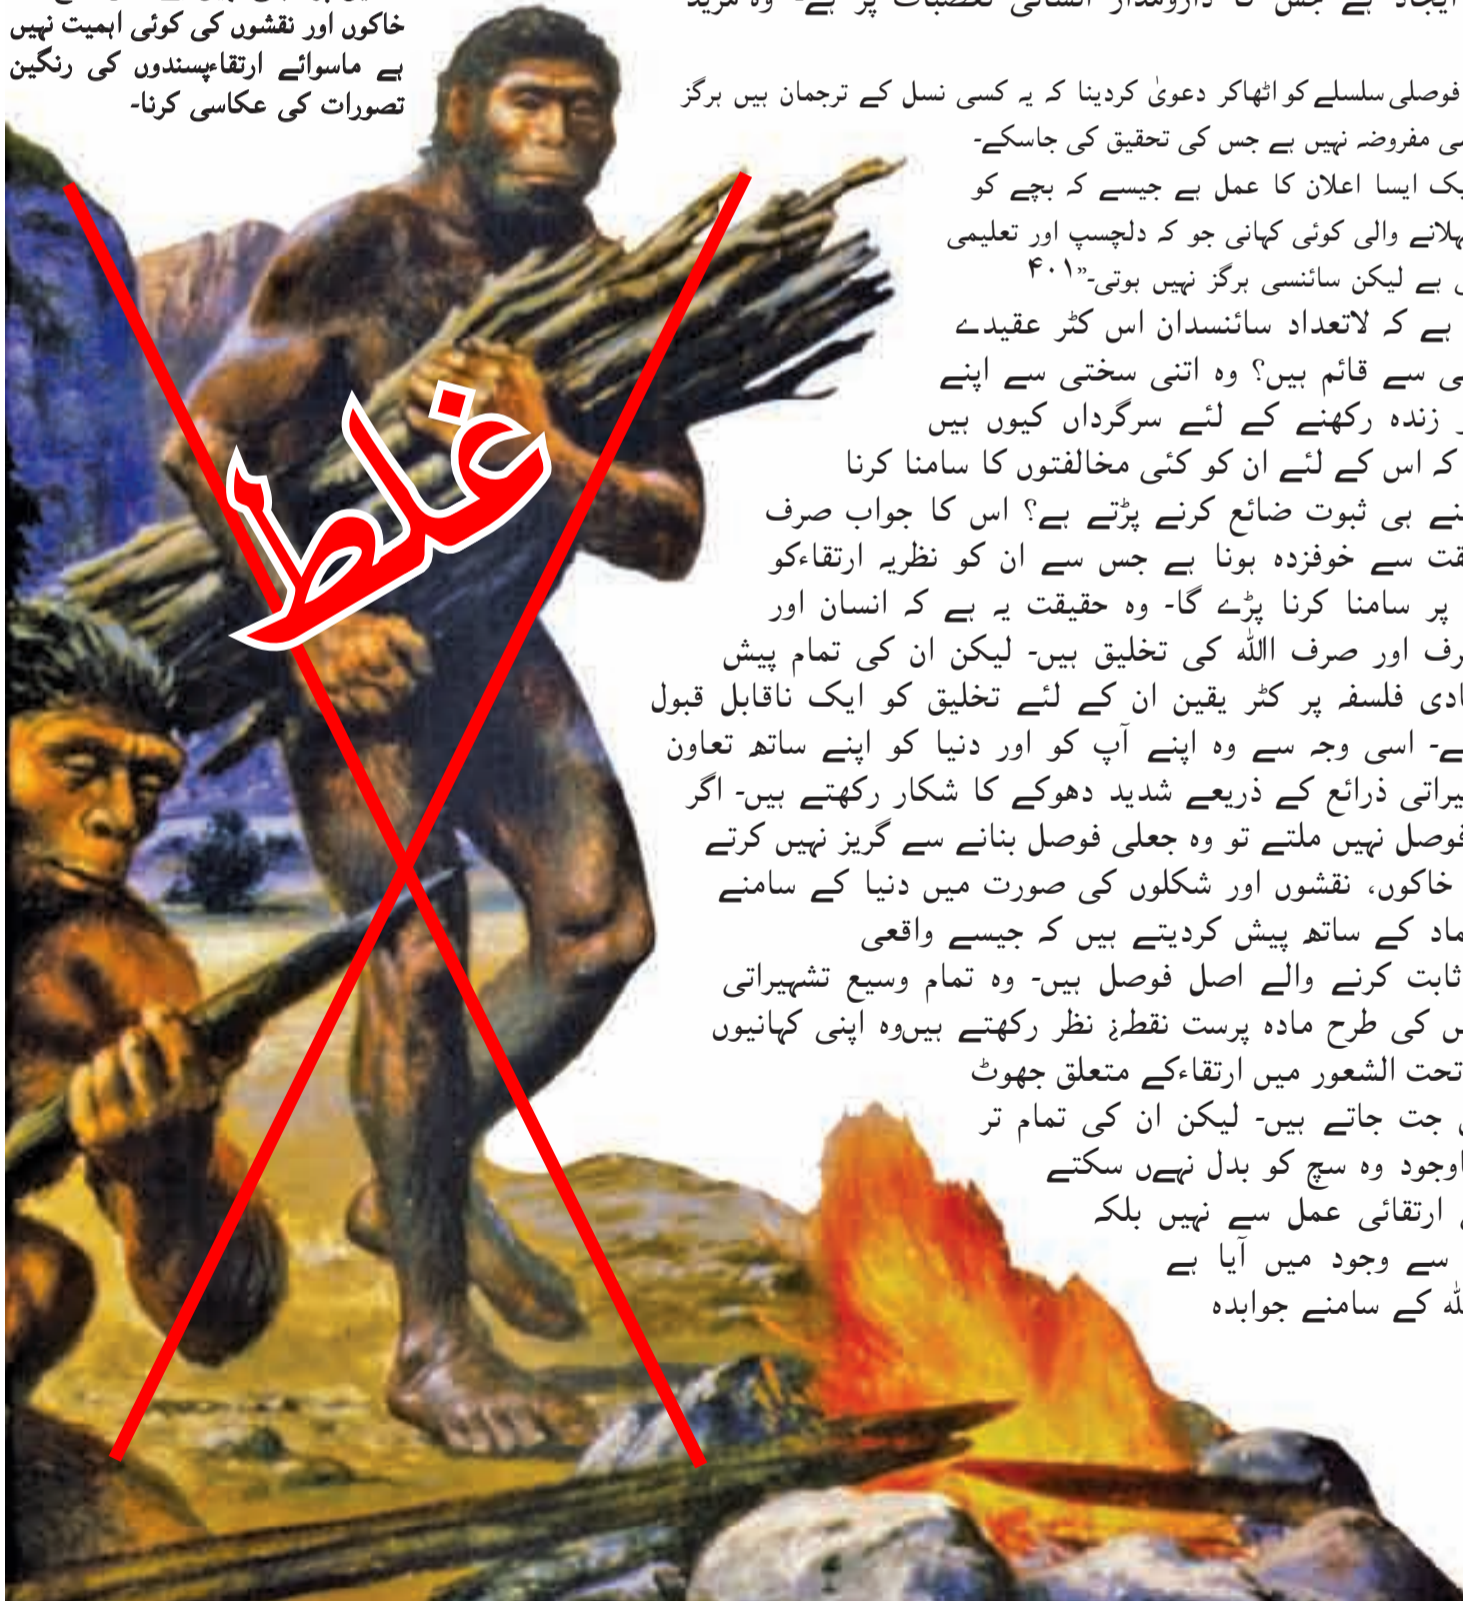 ایجاد ہے جس کا دارومدار انسانی تعصبات پر ہے۔ وہ مزید
فوصلی سلسلے کو اٹھاکر دعویٰ کردینا کہ یہ کسی نسل کے ترجمان ہیں ہرگز
مفروضہ نہیں ہے جس کی تحقیق کی جاسکے۔
ایسا اعلان کا عمل ہے جیسے کہ بچے کو
والی کوئی کہانی جو کہ دلچسپ اور تعلیمی
ہے لیکن سائنسی ہرگز نہیں ہوتی۔”۴۰۱
ہے کہ لاتعداد سائنسدان اس کٹر عقیدے
سے قائم ہیں؟ وہ اتنی سختی سے اپنے
زندہ رکھنے کے لئے سرگرداں کیوں ہیں
کہ اس کے لئے ان کو کئی مخالفتوں کا سامنا کرنا
ہی ثبوت ضائع کرنے پڑتے ہے؟ اس کا جواب صرف
سے خوفزدہ ہونا ہے جس سے ان کو نظریہ ارتقاءکو
پر سامنا کرنا پڑے گا۔ وہ حقیقت یہ ہے کہ انسان اور
اور صرف اﷲ کی تخلیق ہیں۔ لیکن ان کی تمام پیش
فلسفہ پر کٹر یقین ان کے لئے تخلیق کو ایک ناقابل قبول
اسی وجہ سے وہ اپنے آپ کو اور دنیا کو اپنے ساتھ تعاون
ذرائع کے ذریعے شدید دھوکے کا شکار رکھتے ہیں۔ اگر
فوصل نہیں ملتے تو وہ جعلی فوصل بنانے سے گریز نہیں کرتے
خاکوں، نقشوں اور شکلوں کی صورت میں دنیا کے سامنے
کے ساتھ پیش کردیتے ہیں کہ جیسے واقعی
ثابت کرنے والے اصل فوصل ہیں۔ وہ تمام وسیع تشہیراتی
کی طرح مادہ پرست نقطہٴ نظر رکھتے ہیںوہ اپنی کہانیوں
تحت الشعور میں ارتقاءکے متعلق جھوٹ
جت جاتے ہیں۔ لیکن ان کی تمام تر
وہ سچ کو بدل نہےں سکتے
ارتقائی عمل سے نہیں بلکہ
سے وجود میں آیا ہے
کے سامنے جوابدہ
خاکوں اور نقشوں کی کوئی اہمیت نہیں
ہے ماسوائے ارتقاءپسندوں کی رنگین
تصورات کی عکاسی کرنا۔
غلط